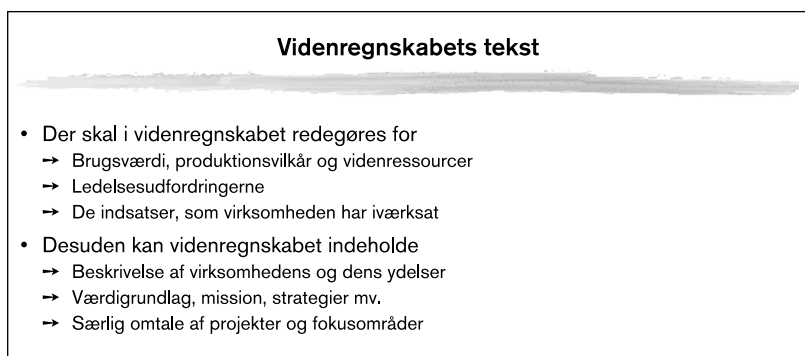 Videnregnskabets tekst
• Der skal i videnregnskabet redegøres for
→ Brugsværdi, produktionsvilkår og videnressourcer
→ Ledelsesudfordringerne
→ De indsatser, som virksomheden har iværksat
• Desuden kan videnregnskabet indeholde
→ Beskrivelse af virksomhedens og dens ydelser
→ Værdigrundlag, mission, strategier mv.
→ Særlig omtale af projekter og fokusområder